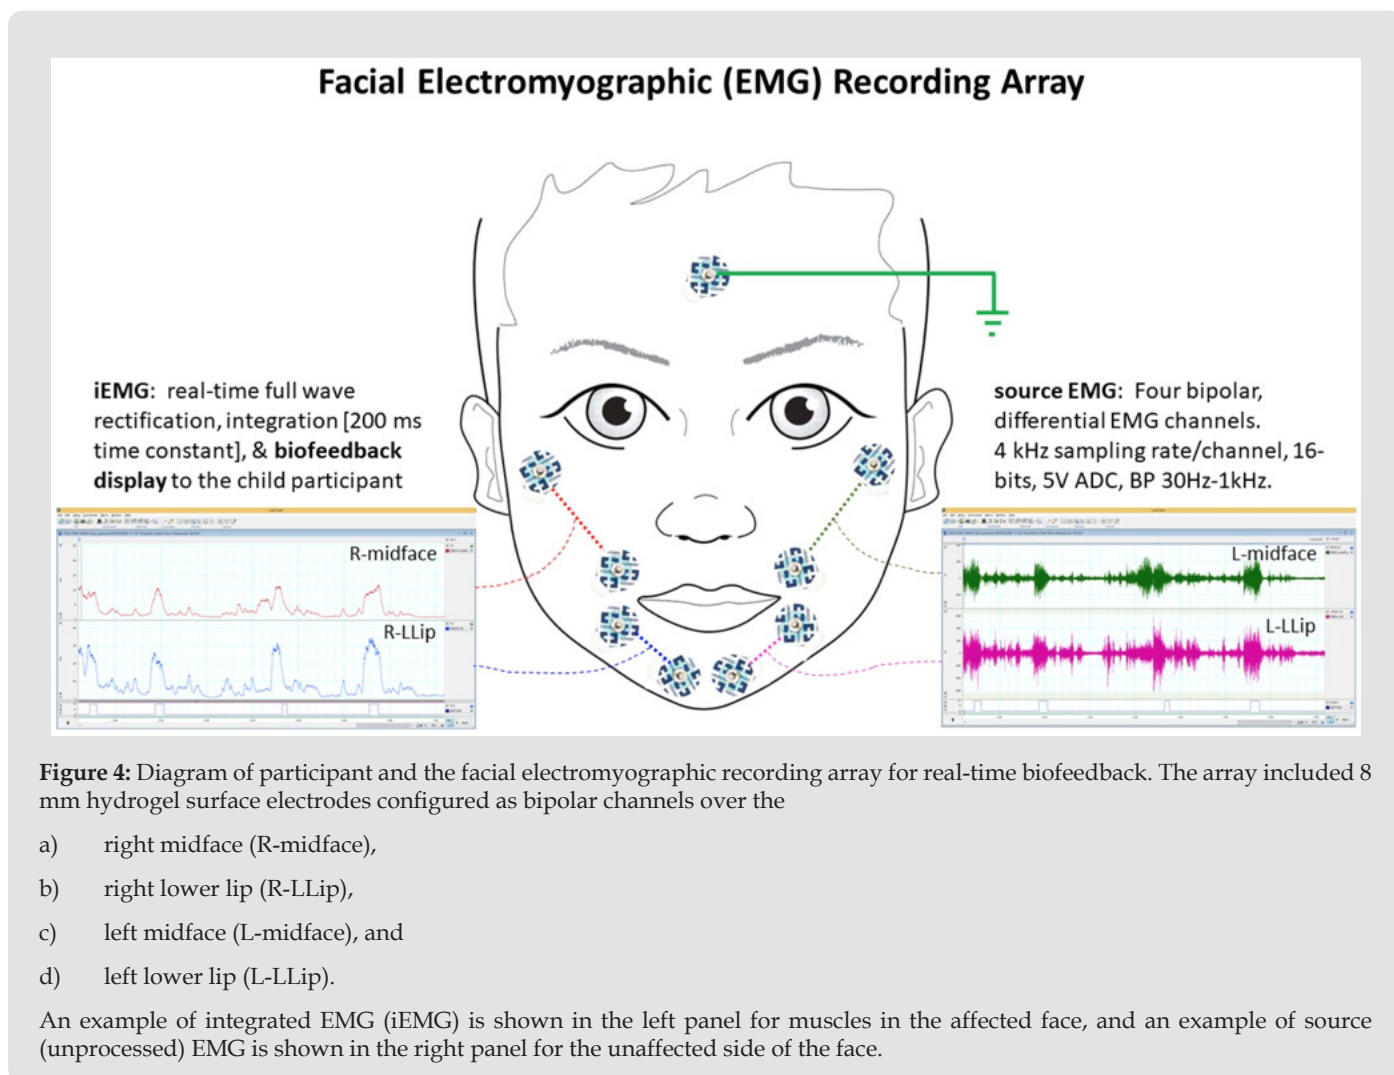 Facial Electromyographic (EMG) Recording Array
iEMG: real-time full wave
rectification, integration [200 ms
time constant], & biofeedback
display to the child participant
source EMG: Four bipolar,
differential EMG channels.
4 kHz sampling rate/channel, 16-
bits, 5V ADC, BP 30Hz-1kHz.
R-midface
R-LLip
L-midface
L-LLip
Figure 4: Diagram of participant and the facial electromyographic recording array for real-time biofeedback. The array included 8
mm hydrogel surface electrodes configured as bipolar channels over the
a) right midface (R-midface),
b) right lower lip (R-LLip),
c) left midface (L-midface), and
d) left lower lip (L-LLip).
An example of integrated EMG (iEMG) is shown in the left panel for muscles in the affected face, and an example of source
(unprocessed) EMG is shown in the right panel for the unaffected side of the face.